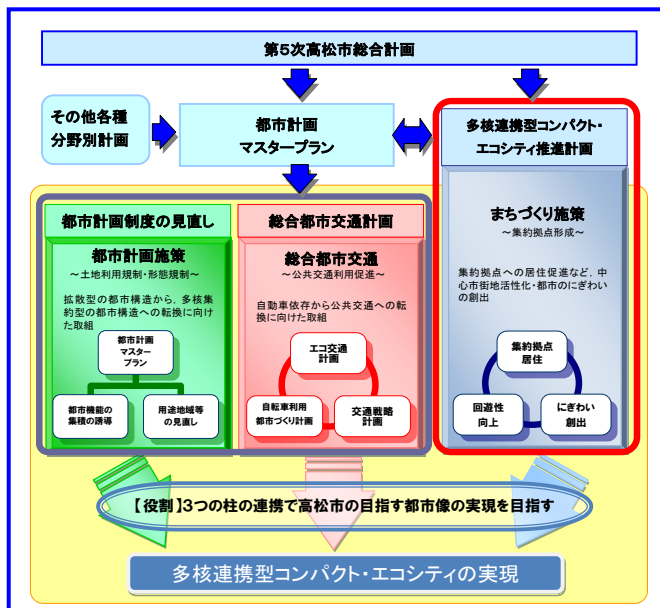 第5次高松市総合計画
その他各種
分野別計画
都市計画
マスタープラン
多核連携型コンパクト・
エコシティ推進計画
都市計画制度の見直し
都市計画施策
～土地利用規制・形態規制～
拡散型の都市構造から，多核集
約型の都市構造への転換に向け
た取組
都市計画
マスター
プラン
都市機能の
集積の誘導
用途地域等
の見直し
総合都市交通計画
総合都市交通
～公共交通利用促進～
自動車依存から公共交通への転
換に向けた取組
エコ交通
計画
自転車利用
都市づくり計画
交通戦略
計画
まちづくり施策
～集約拠点形成～
集約拠点への居住促進など，中
心市街地活性化・都市のにぎわい
の創出
集約拠点
居住
回遊性
向上
にぎわい
創出
【役割】3つの柱の連携で高松市の目指す都市像の実現を目指す
多核連携型コンパクト・エコシティの実現